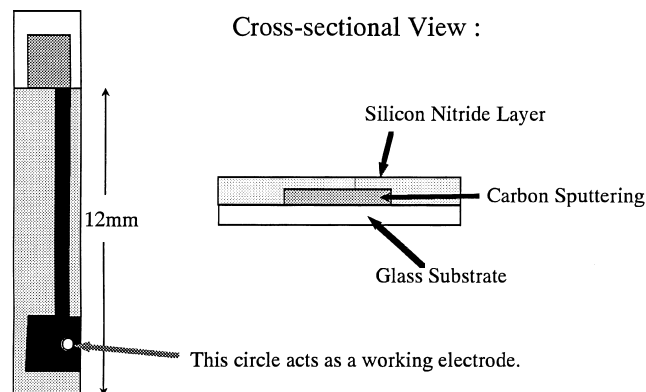 Cross-sectional View :
Silicon Nitride Layer
Carbon Sputtering
12mm
Glass Substrate
This circle acts as a working electrode.